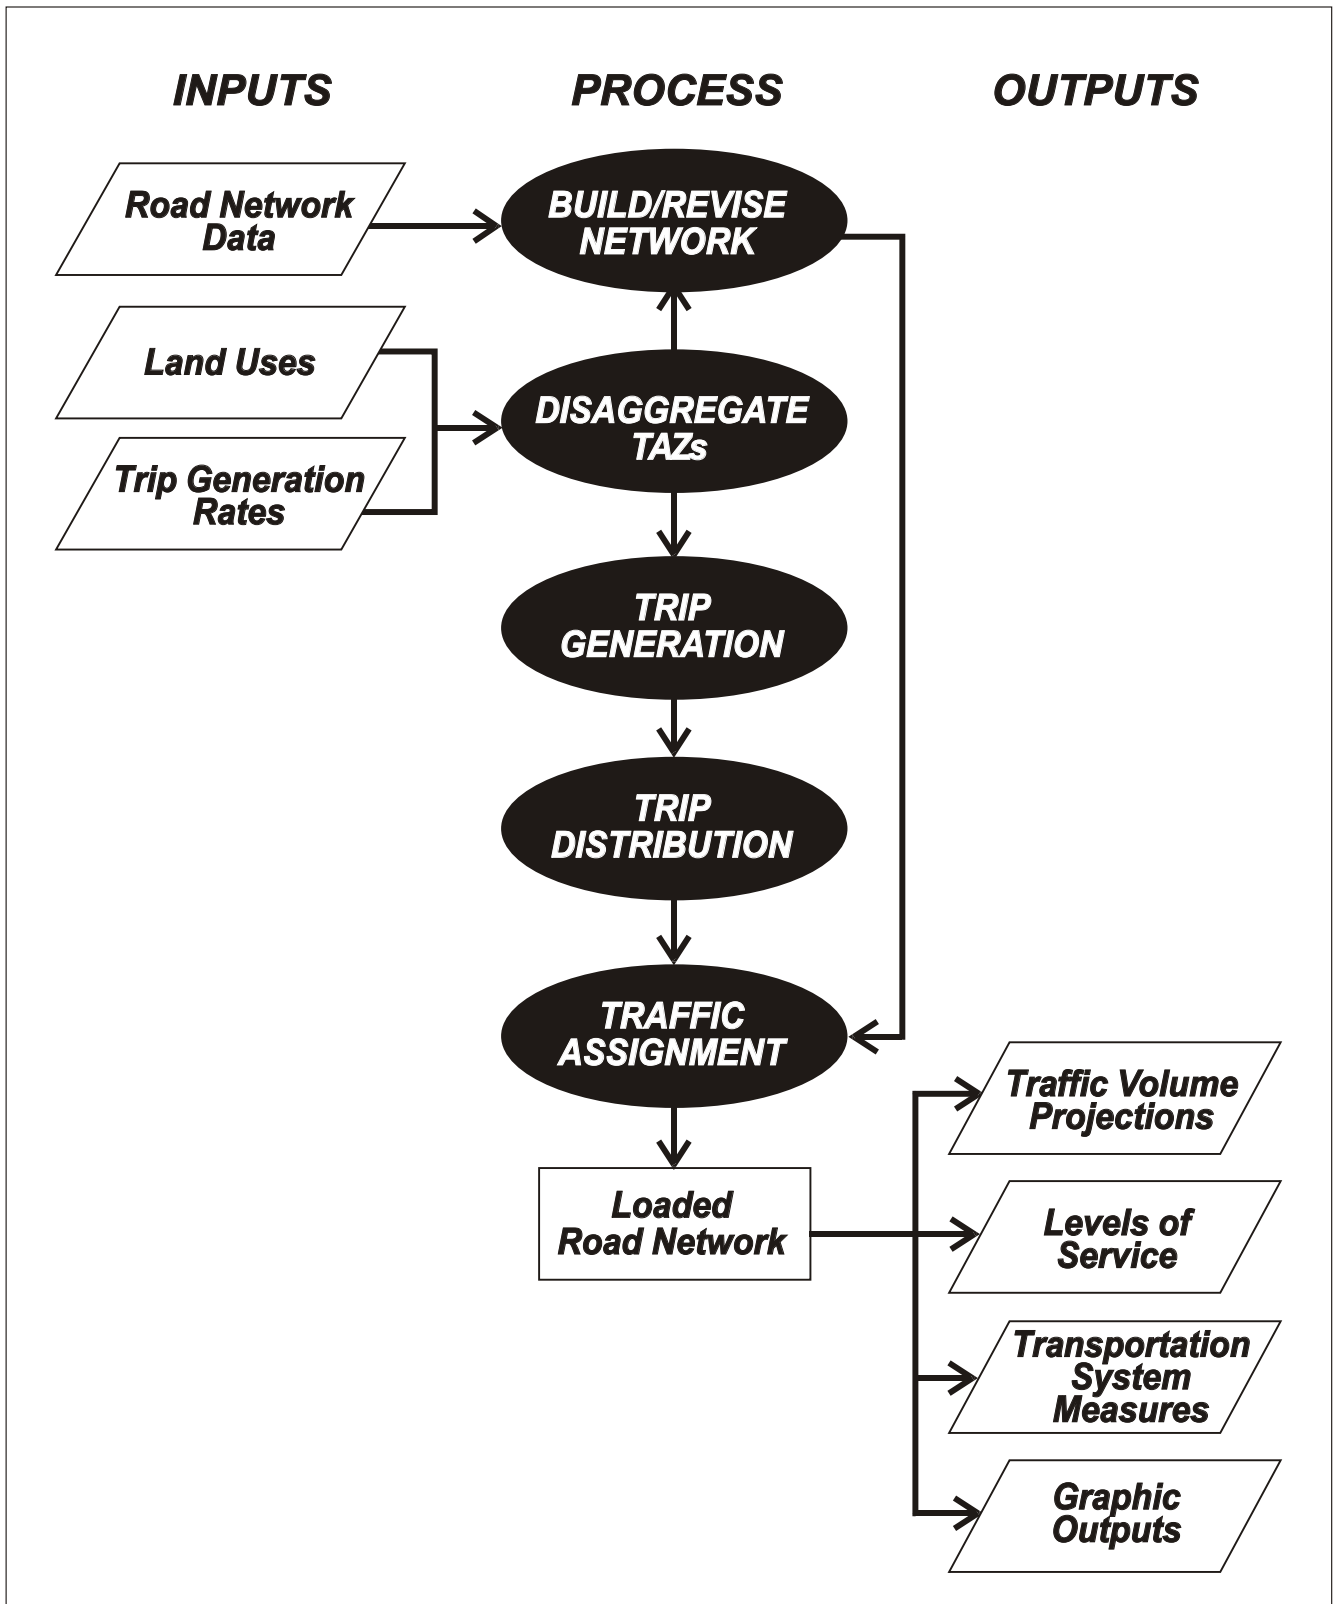 INPUTS
PROCESS
OUTPUTS
Road Network
Data
BUILD/REVISE
NETWORK
Land Uses
DISAGGREGATE
TAZs
Trip Generation
Rates
TRIP
GENERATION
TRIP
DISTRIBUTION
TRAFFIC
ASSIGNMENT
Loaded
Road Network
Traffic Volume
Projections
Levels of
Service
Transportation
System
Measures
Graphic
Outputs